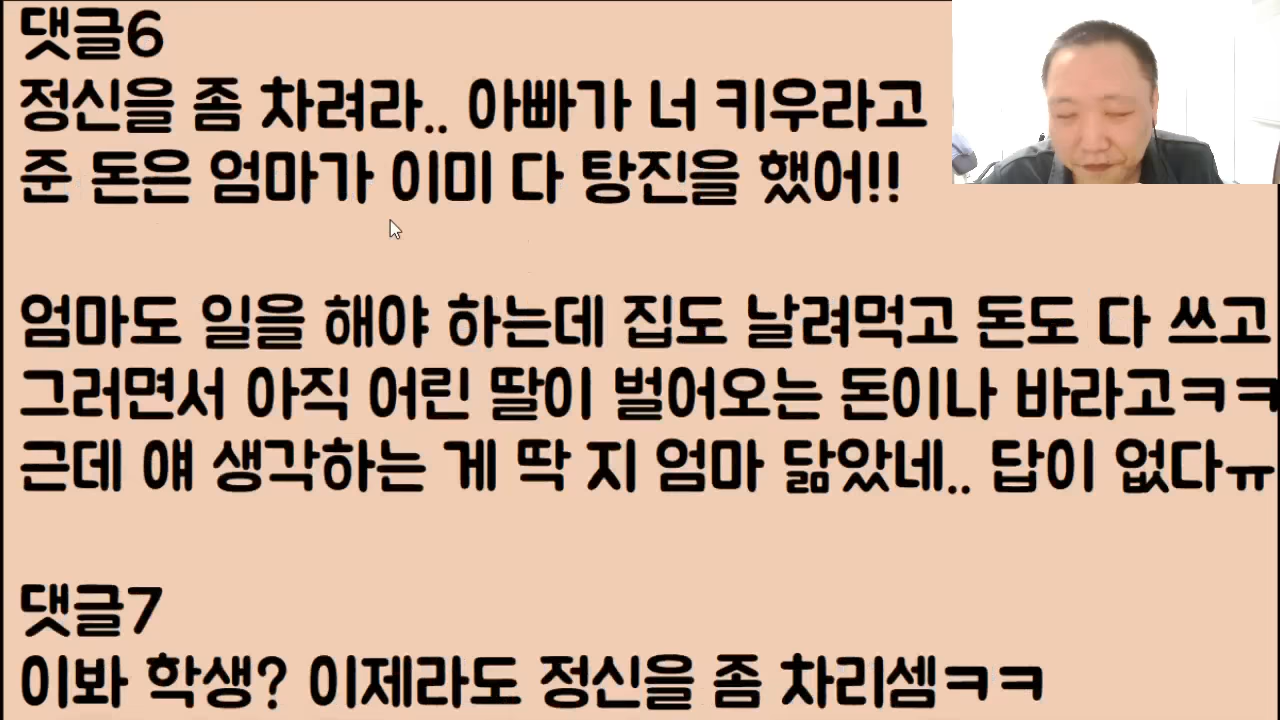 댓글6
정신을 좀 차려라.. 아빠가 너 키우라고
준 돈은 엄마가 이미 다 탕진을 했어!!
엄마도 일을 해야 하는데 집도 날려먹고 돈도 다 쓰고
그러면서 아직 어린 딸이 벌어오는 돈이나 바라고ㅋㅋ
근데 얘 생각하는 게 딱 지 엄마 닮았네.. 답이 없다ㅠ
댓글7
이봐 학생? 이제라도 정신을 좀 차리셈ㅋㅋ